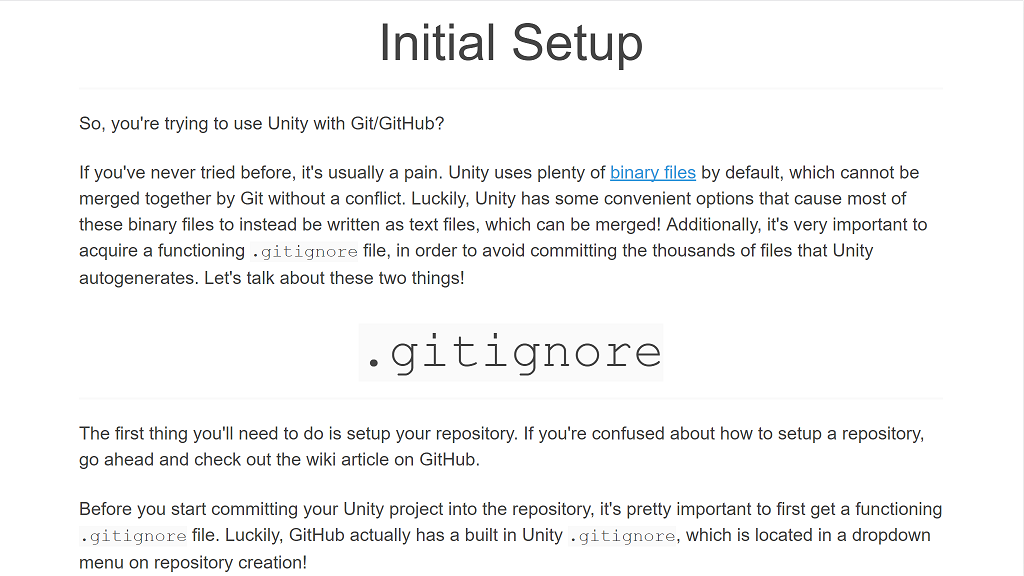 Initial Setup
So, you're trying to use Unity with Git/GitHub?
If you've never tried before, it's usually a pain. Unity uses plenty of binary files by default, which cannot be
merged together by Git without a conflict. Luckily, Unity has some convenient options that cause most of
these binary files to instead be written as text files, which can be merged! Additionally, it's very important to
acquire a functioning .gitignore file, in order to avoid committing the thousands of files that Unity
autogenerates. Let's talk about these two things!
.gitignore
The first thing you'll need to do is setup your repository. If you're confused about how to setup a repository,
go ahead and check out the wiki article on GitHub.
Before you start committing your Unity project into the repository, it's pretty important to first get a functioning
.gitignore file. Luckily, GitHub actually has a built in Unity .gitignore, which is located in a dropdown
menu on repository creation!